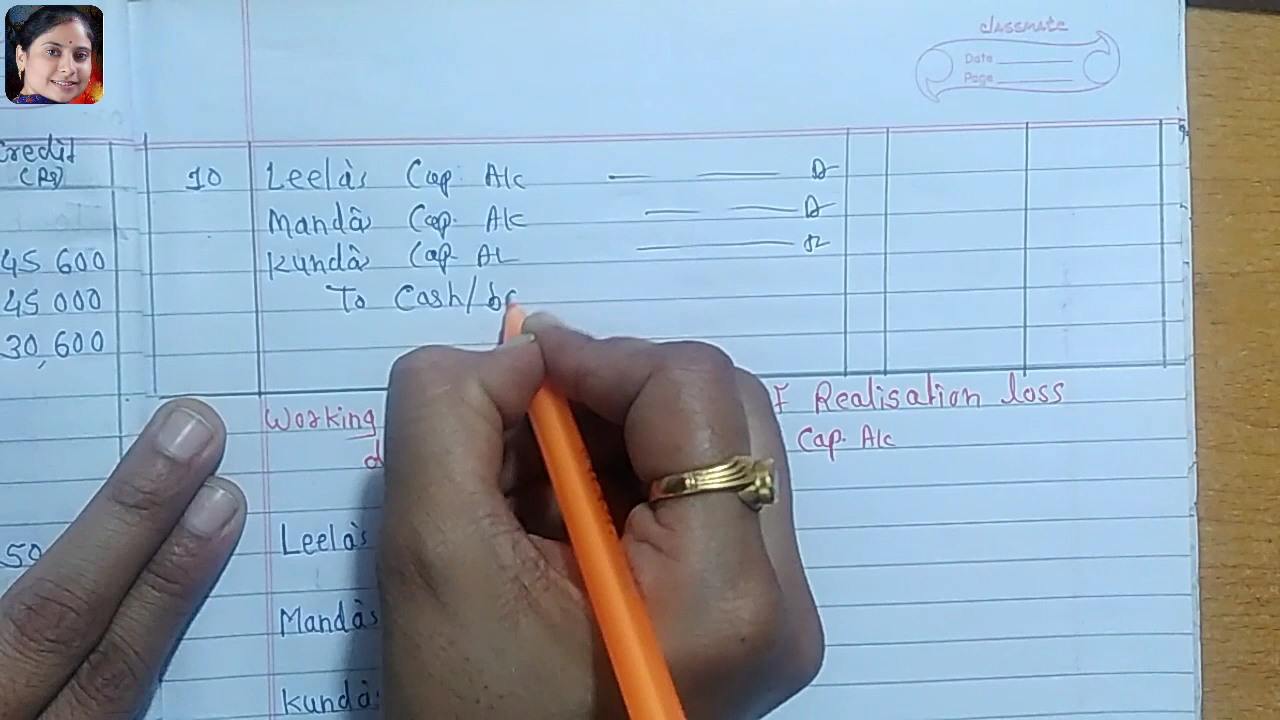 classmate
Date
Page
Credit
(Rs)
45 600
45 000
30,600
50
10 Leela's Cap A/c Dr
Manda's Cap. A/c Dr
Kunda's Cap. A/c Dr
To Cash/
Working F Realisation loss
Cap. A/c
Leela's
Manda's
Kunda's